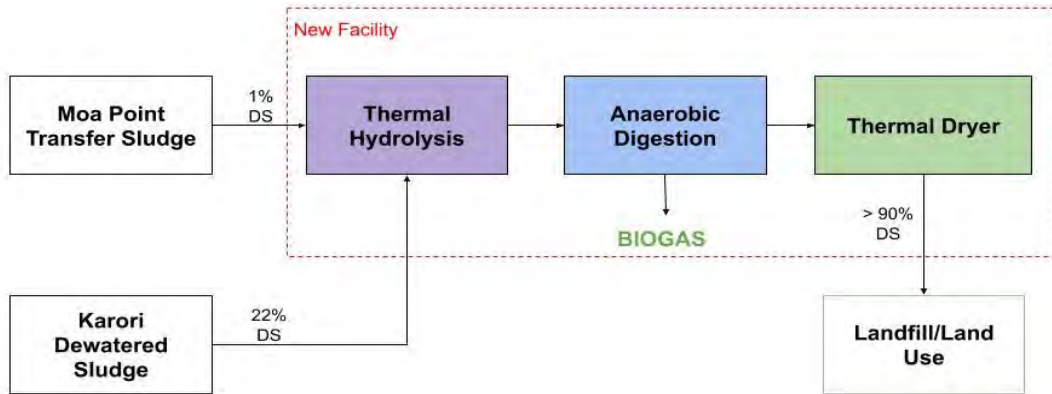 New Facility
Moa Point
Transfer Sludge
1%
DS
Thermal
Hydrolysis
Anaerobic
Digestion
Thermal Dryer
BIOGAS
> 90%
DS
Karori
Dewatered
Sludge
22%
DS
Landfill/Land
Use